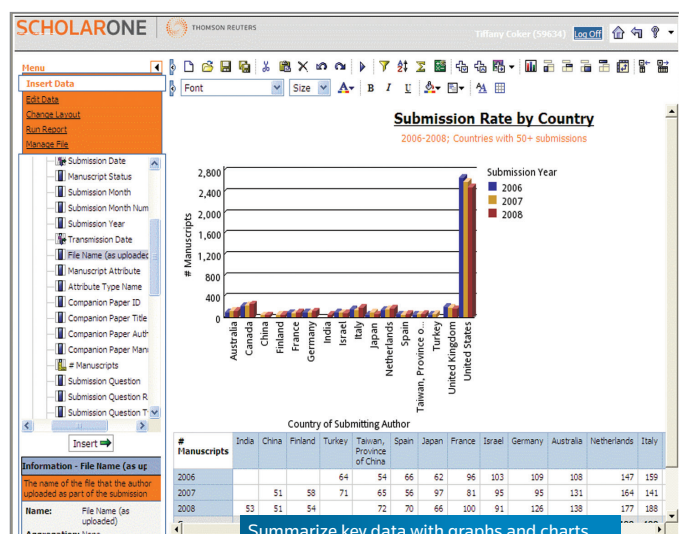 SCHOLARONE
THOMSON REUTERS
Tiffany Coker (59634)
Log Off
Menu
Insert Data
Edit Data
Change Layout
Run Report
Manage File
Submission Date
Manuscript Status
Submission Month
Submission Month Num
Submission Year
Transmission Date
File Name (as uploaded
Manuscript Attribute
Attribute Type Name
Companion Paper ID
Companion Paper Title
Companion Paper Auth
Companion Paper Man
# Manuscripts
Submission Question
Submission Question R
Submission Question T
Insert
Information - File Name (as up
The name of the file that the author
uploaded as part of the submission
Name: File Name (as
uploaded)
Font Size A B I U
Submission Rate by Country
2006-2008; Countries with 50+ submissions
# Manuscripts
2,800
2,400
2,000
1,600
1,200
800
400
0
Submission Year
2006
2007
2008
Australia
Canada
China
Finland
France
Germany
India
Israel
Italy
Japan
Netherlands
Spain
Taiwan, Province o...
Turkey
United Kingdom
United States
Country of Submitting Author
# Manuscripts India China Finland Turkey Taiwan, Province of China Spain Japan France Israel Germany Australia Netherlands Italy
2006 64 54 66 62 96 103 109 108 147 159
2007 51 58 71 65 56 97 81 95 95 131 164 141
2008 53 51 54 72 70 66 100 91 126 138 177 188
Summarize key data with graphs and charts